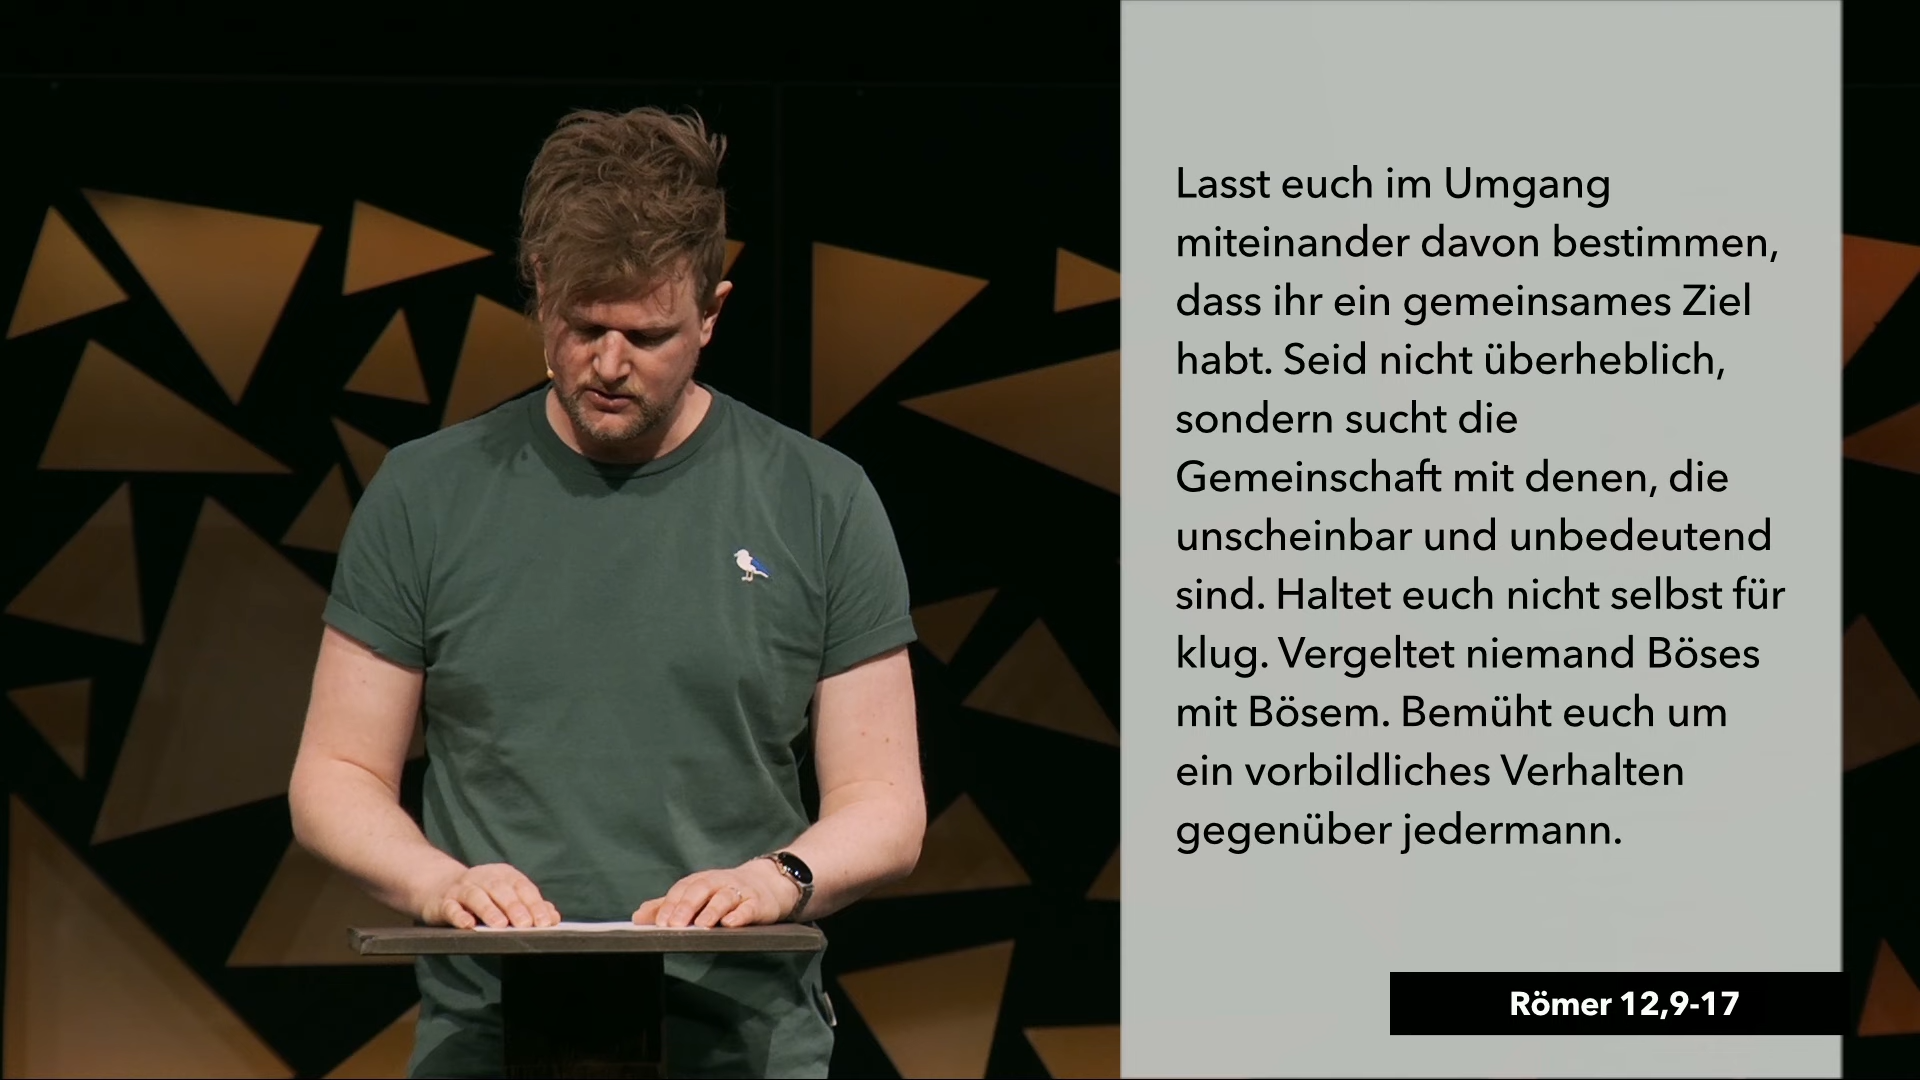 Lasst euch im Umgang
miteinander davon bestimmen,
dass ihr ein gemeinsames Ziel
habt. Seid nicht überheblich,
sondern sucht die
Gemeinschaft mit denen, die
unscheinbar und unbedeutend
sind. Haltet euch nicht selbst für
klug. Vergeltet niemand Böses
mit Bösem. Bemüht euch um
ein vorbildliches Verhalten
gegenüber jedermann.
Römer 12,9-17